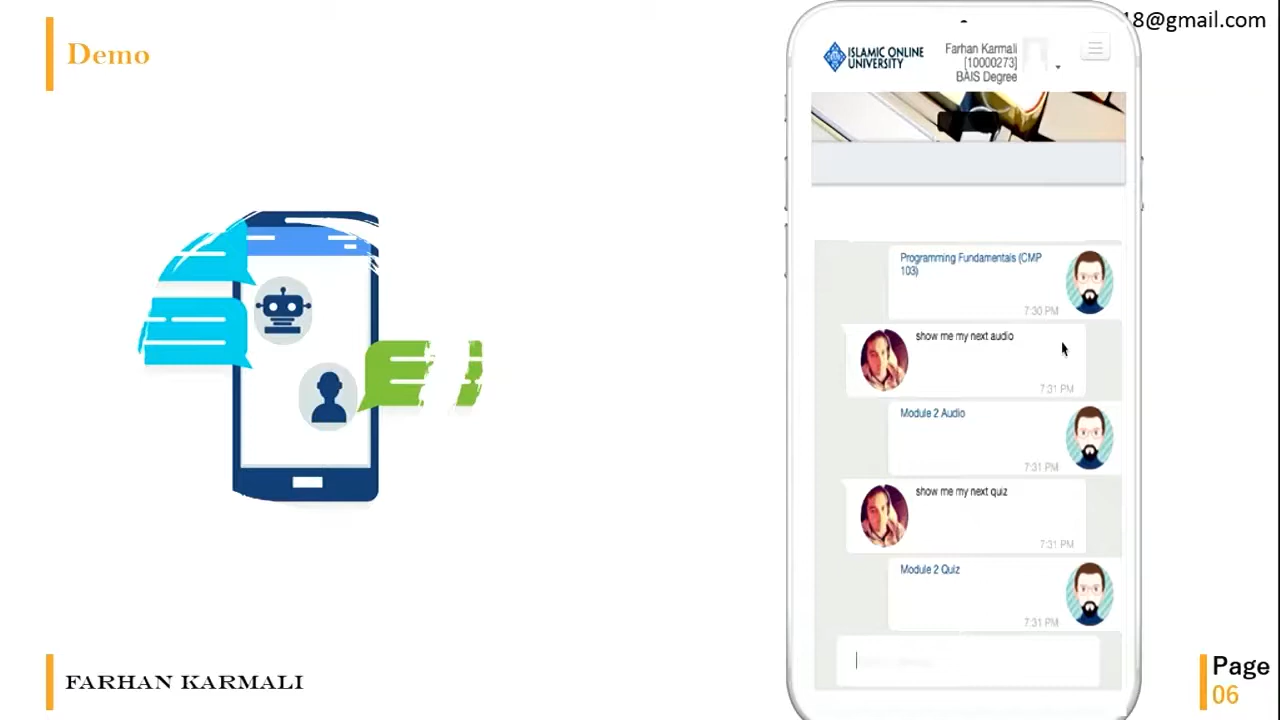 Demo
18@gmail.com
ISLAMIC ONLINE
UNIVERSITY
Farhan Karmali
[10000273]
BAIS Degree
Programming Fundamentals (CMP
103)
7:30 PM
show me my next audio
7:31 PM
Module 2 Audio
7:31 PM
show me my next quiz
7:31 PM
Module 2 Quiz
7:31 PM
FARHAN KARMALI
Page
06